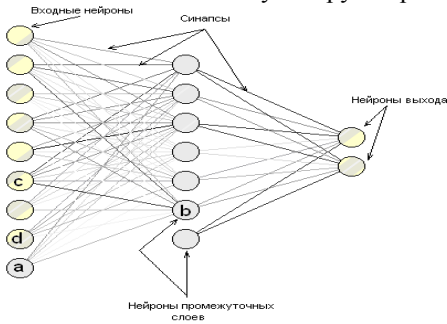 Входные нейроны
Синапсы
Нейроны выхода
c
b
d
a
Нейроны промежуточных
слоев